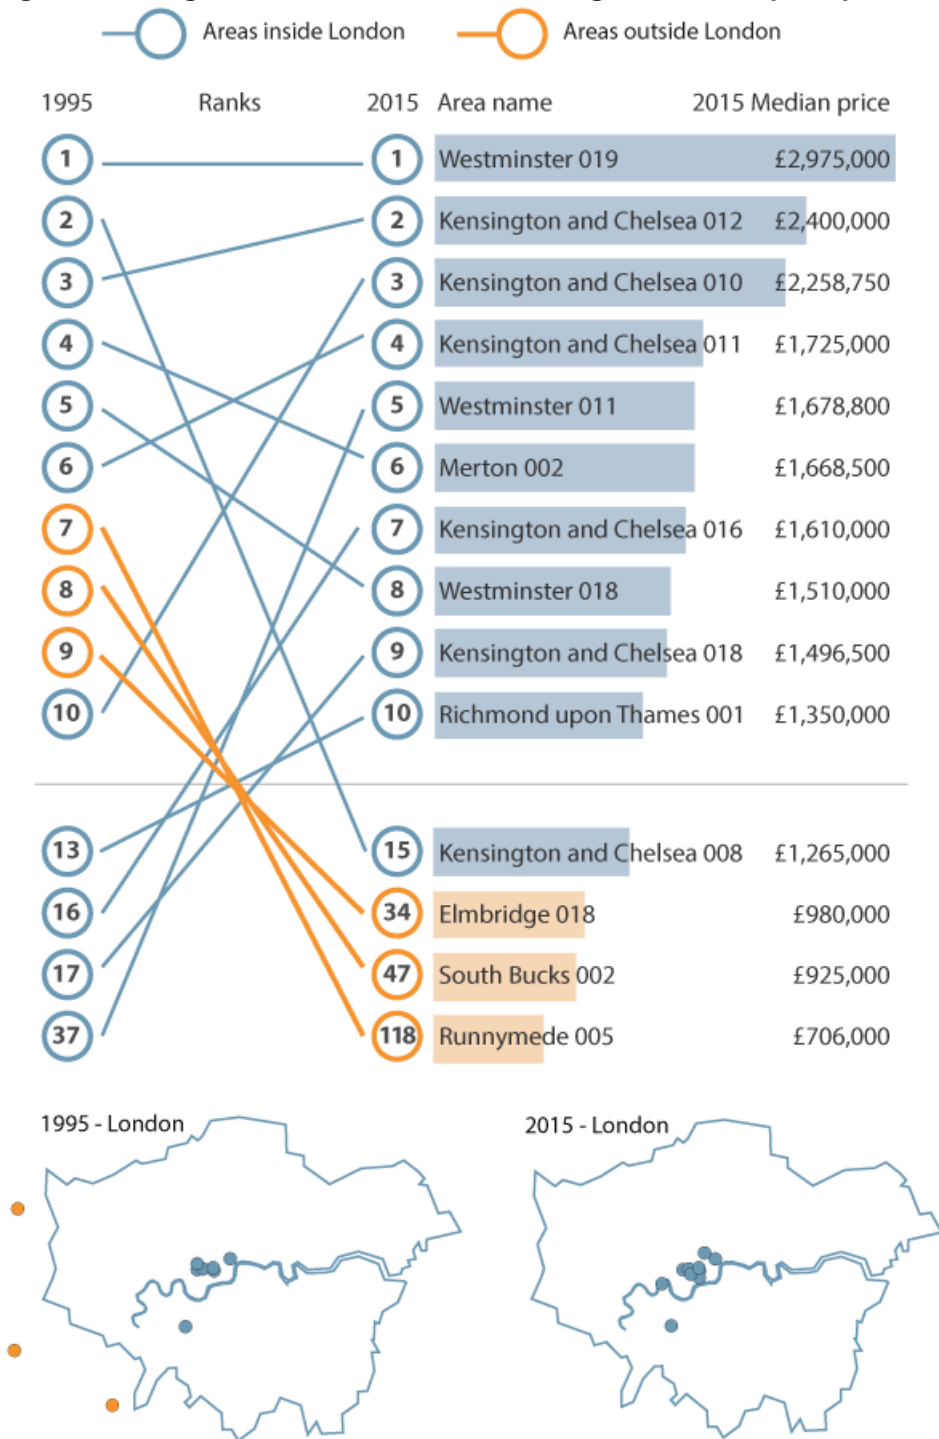 Areas inside London Areas outside London
1995 Ranks 2015 Area name 2015 Median price
1 1 Westminster 019 £2,975,000
2 2 Kensington and Chelsea 012 £2,400,000
3 3 Kensington and Chelsea 010 £2,258,750
4 4 Kensington and Chelsea 011 £1,725,000
5 5 Westminster 011 £1,678,800
6 6 Merton 002 £1,668,500
7 7 Kensington and Chelsea 016 £1,610,000
8 8 Westminster 018 £1,510,000
9 9 Kensington and Chelsea 018 £1,496,500
10 10 Richmond upon Thames 001 £1,350,000
13 15 Kensington and Chelsea 008 £1,265,000
16 34 Elmbridge 018 £980,000
17 47 South Bucks 002 £925,000
37 118 Runnymede 005 £706,000
1995 - London 2015 - London